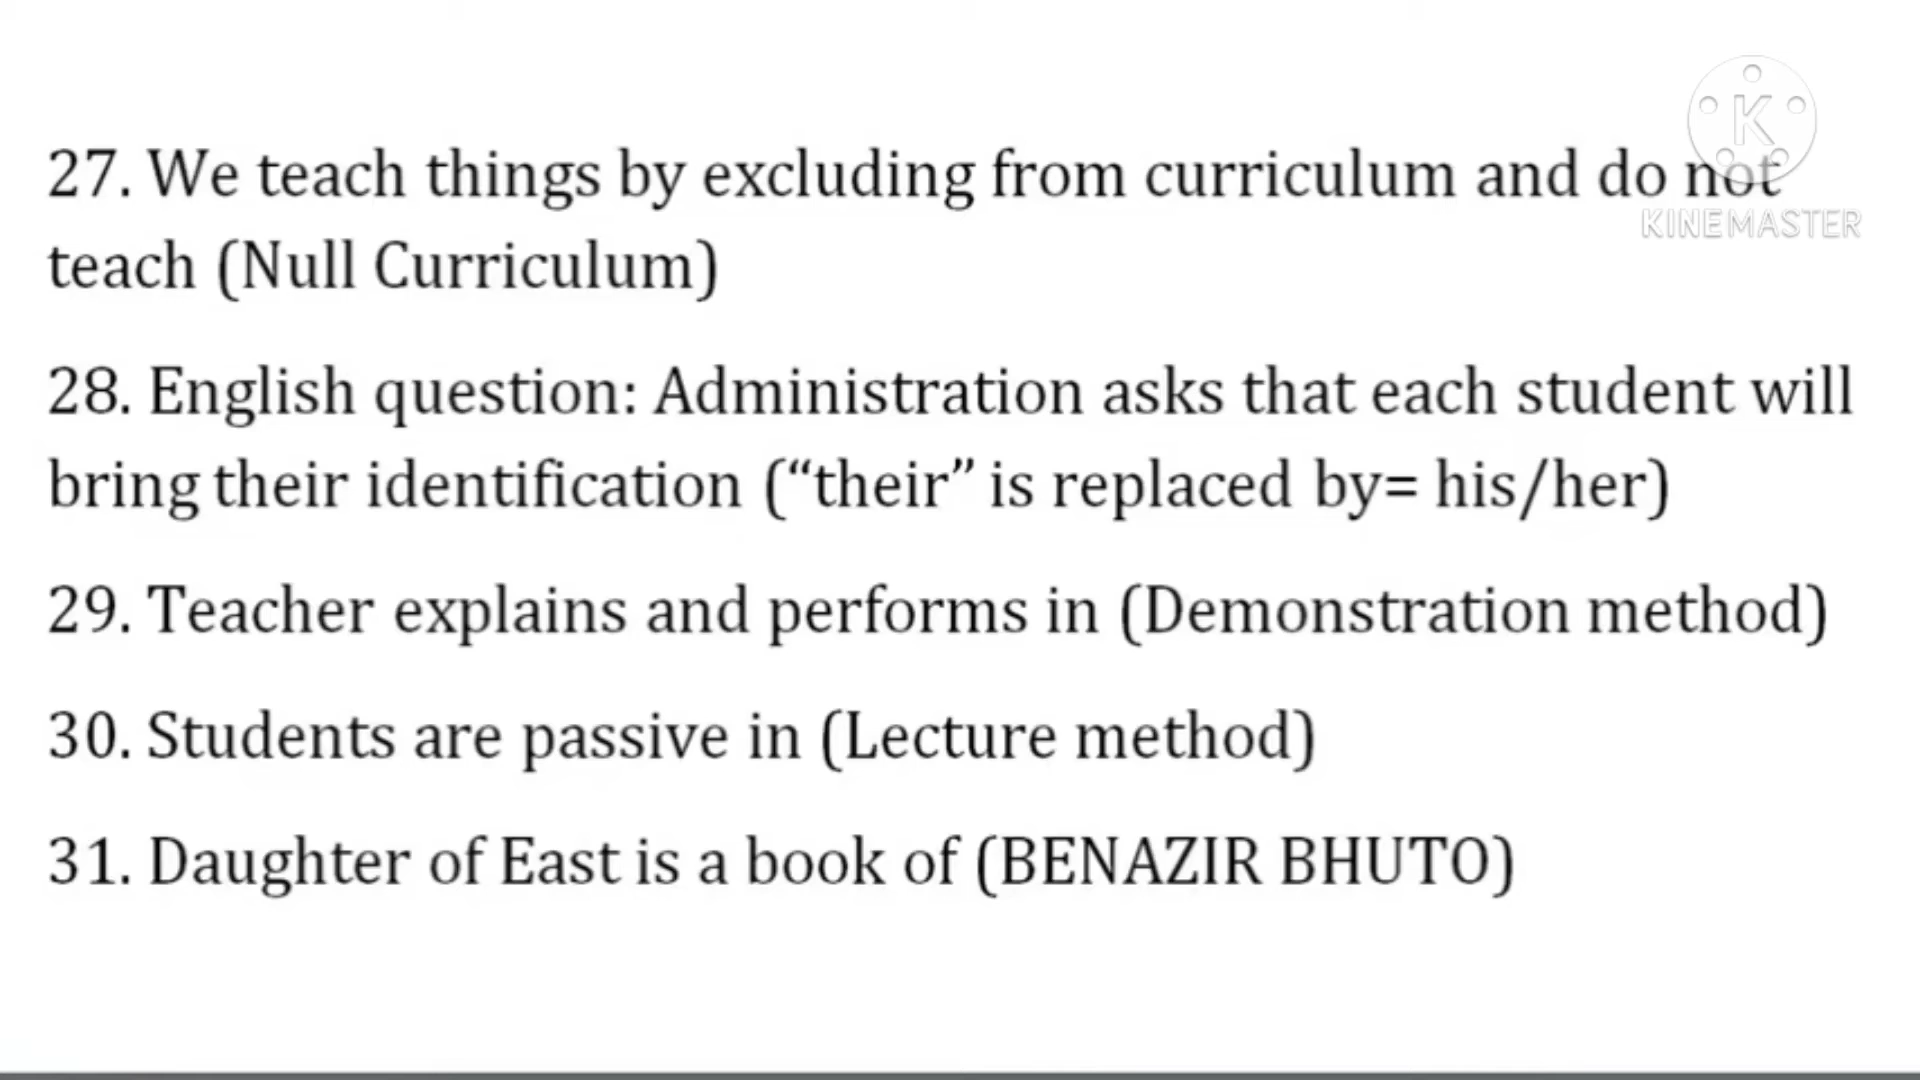 27. We teach things by excluding from curriculum and do not
teach (Null Curriculum)
28. English question: Administration asks that each student will
bring their identification (“their” is replaced by= his/her)
29. Teacher explains and performs in (Demonstration method)
30. Students are passive in (Lecture method)
31. Daughter of East is a book of (BENAZIR BHUTO)
K
KINEMASTER